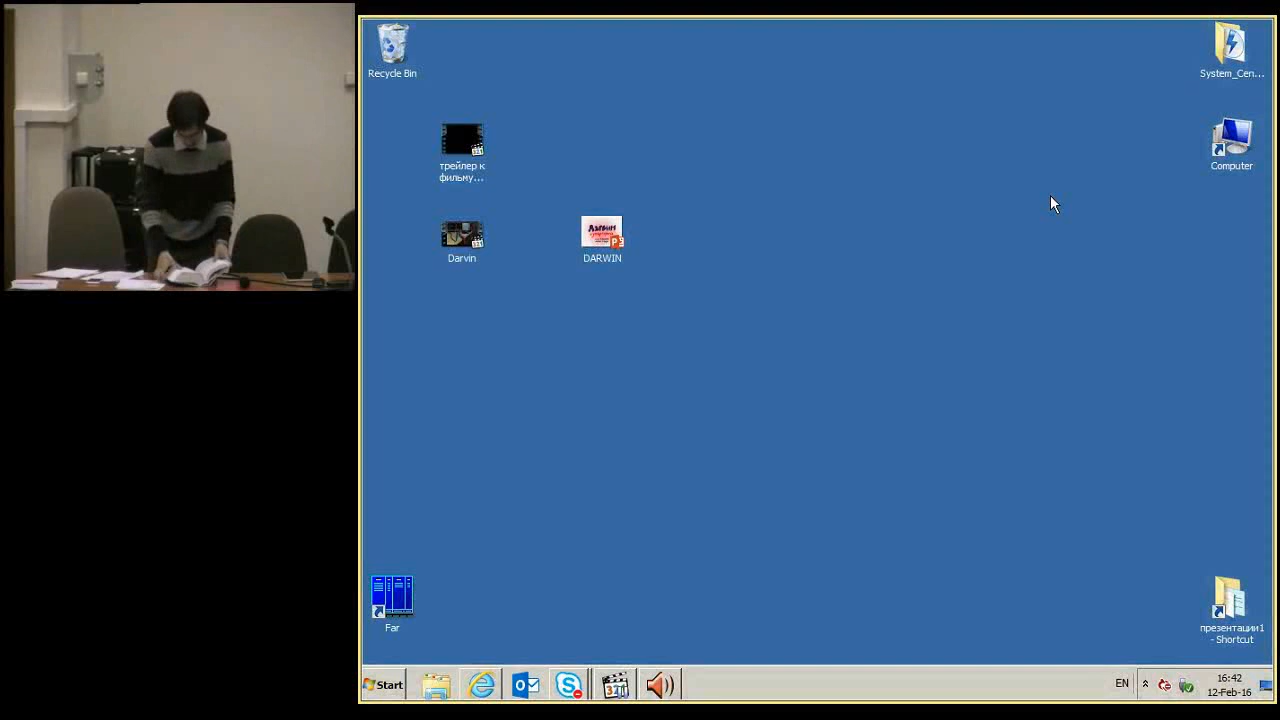 Recycle Bin
System_Cen...
трейлер к
фильму...
Computer
Darvin
DARWIN
Far
презентации1
- Shortcut
Start
EN
16:42
12-Feb-16